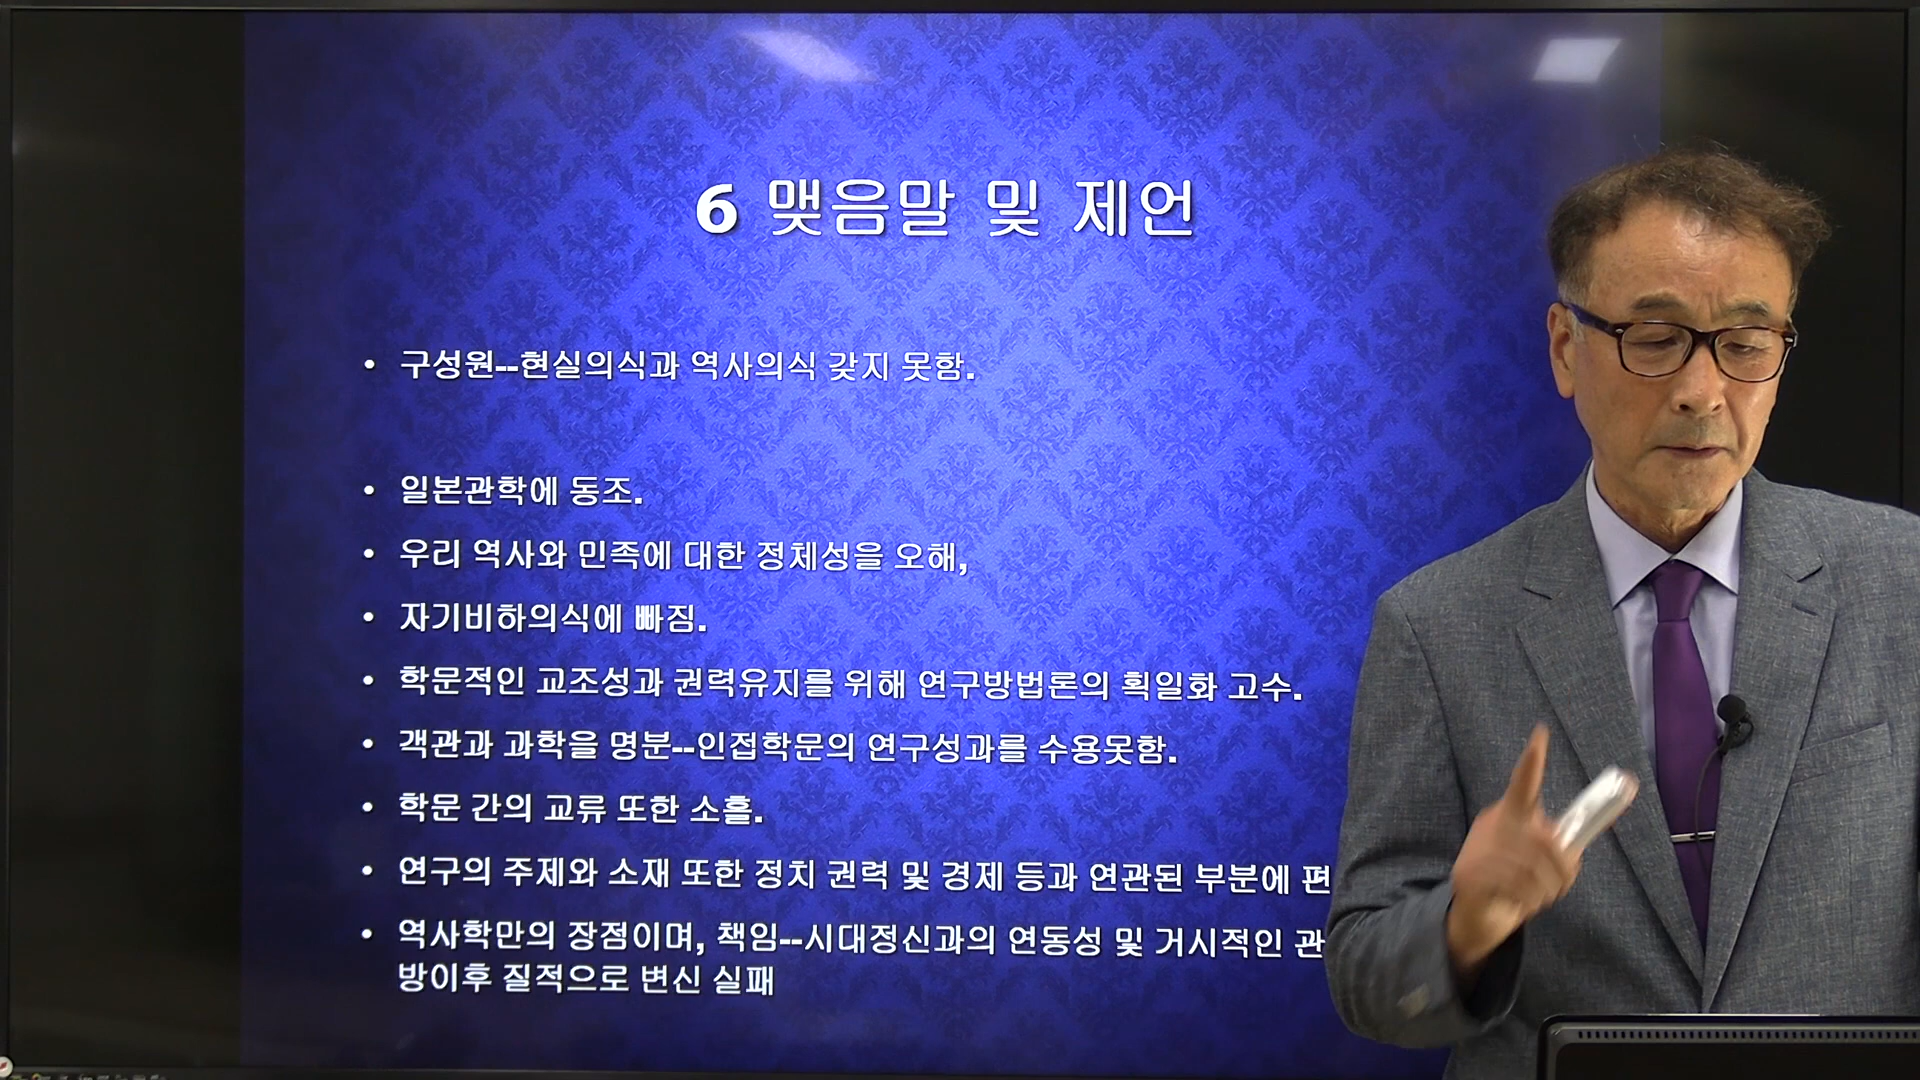 6 맺음말 및 제언
• 구성원--현실의식과 역사의식 갖지 못함.
• 일본관학에 동조.
• 우리 역사와 민족에 대한 정체성을 오해,
• 자기비하의식에 빠짐.
• 학문적인 교조성과 권력유지를 위해 연구방법론의 획일화 고수.
• 객관과 과학을 명분--인접학문의 연구성과를 수용못함.
• 학문 간의 교류 또한 소홀.
• 연구의 주제와 소재 또한 정치 권력 및 경제 등과 연관된 부분에 편
• 역사학만의 장점이며, 책임--시대정신과의 연동성 및 거시적인 관
방이후 질적으로 변신 실패